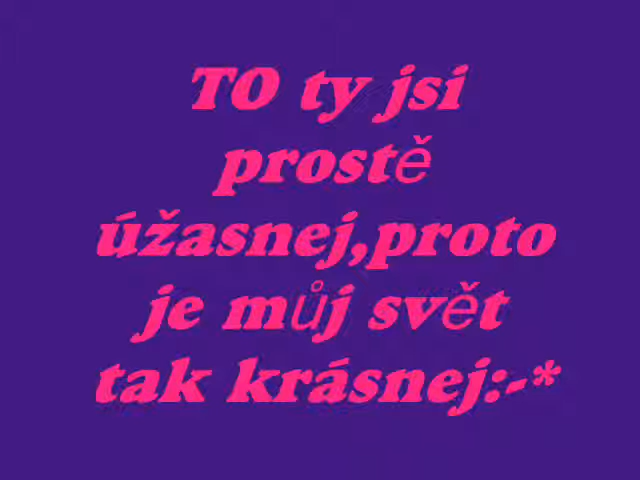 TO ty jsi
prostě
úžasnej,proto
je můj svět
tak krásnej:-*